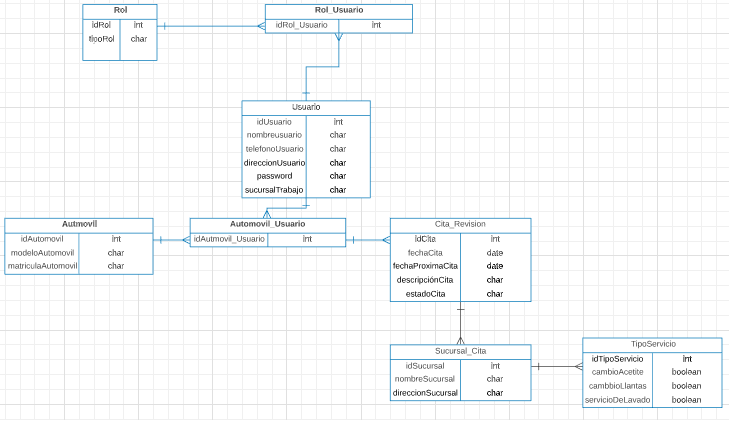 Rol
idRol int
tipoRol char
Rol_Usuario
idRol_Usuario int
Usuario
idUsuario int
nombreusuario char
telefonoUsuario char
direccionUsuario char
password char
sucursalTrabajo char
Autmovil
idAutomovil int
modeloAutomovil char
matriculaAutomovil char
Automovil_Usuario
idAutmovil_Usuario int
Cita_Revision
idCita int
fechaCita date
fechaProximaCita date
descripciónCita char
estadoCita char
Sucursal_Cita
idSucursal int
nombreSucursal char
direccionSucursal char
TipoServicio
idTipoServicio int
cambioAcetite boolean
cambbioLlantas boolean
servicioDeLavado boolean